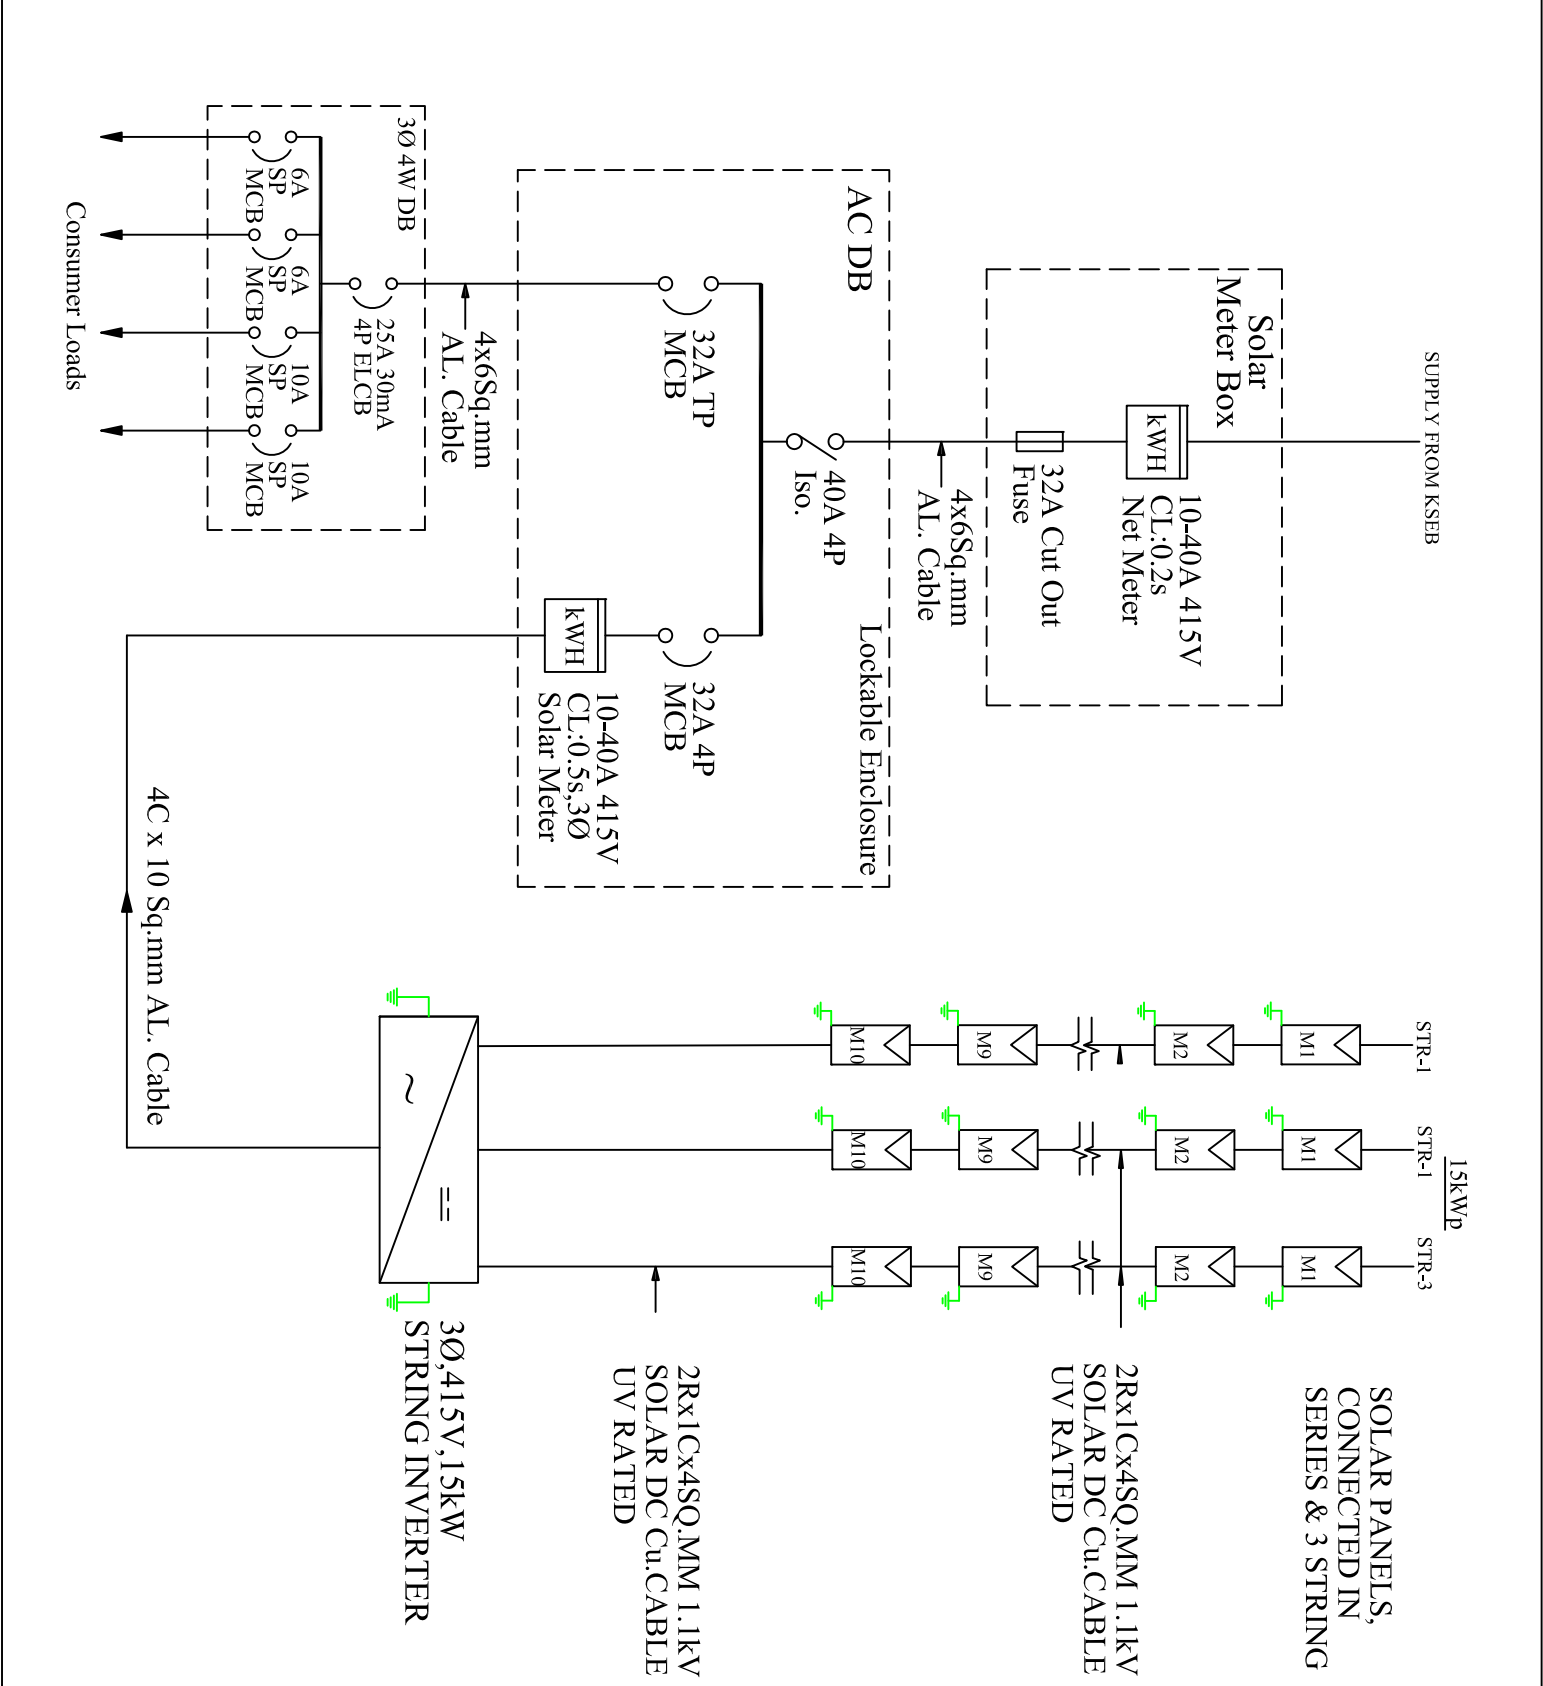 SUPPLY FROM KSEB
Solar
Meter Box
kWH
10-40A 415V
CL:0.2s
Net Meter
32A Cut Out
Fuse
4x6Sq.mm
AL. Cable
AC DB
Lockable Enclosure
40A 4P
Iso.
32A TP
MCB
32A 4P
MCB
kWH
10-40A 415V
CL:0.5s,3Ø
Solar Meter
4x6Sq.mm
AL. Cable
3Ø 4W DB
25A 30mA
4P ELCB
6A
SP
MCB
6A
SP
MCB
10A
SP
MCB
10A
SP
MCB
Consumer Loads
4C x 10 Sq.mm AL. Cable
15kWp
STR-1
STR-1
STR-3
M1
M1
M1
M2
M2
M2
M9
M9
M9
M10
M10
M10
SOLAR PANELS,
CONNECTED IN
SERIES & 3 STRING
2Rx1Cx4SQ.MM 1.1kV
SOLAR DC Cu.CABLE
UV RATED
2Rx1Cx4SQ.MM 1.1kV
SOLAR DC Cu.CABLE
UV RATED
3Ø,415V,15kW
STRING INVERTER